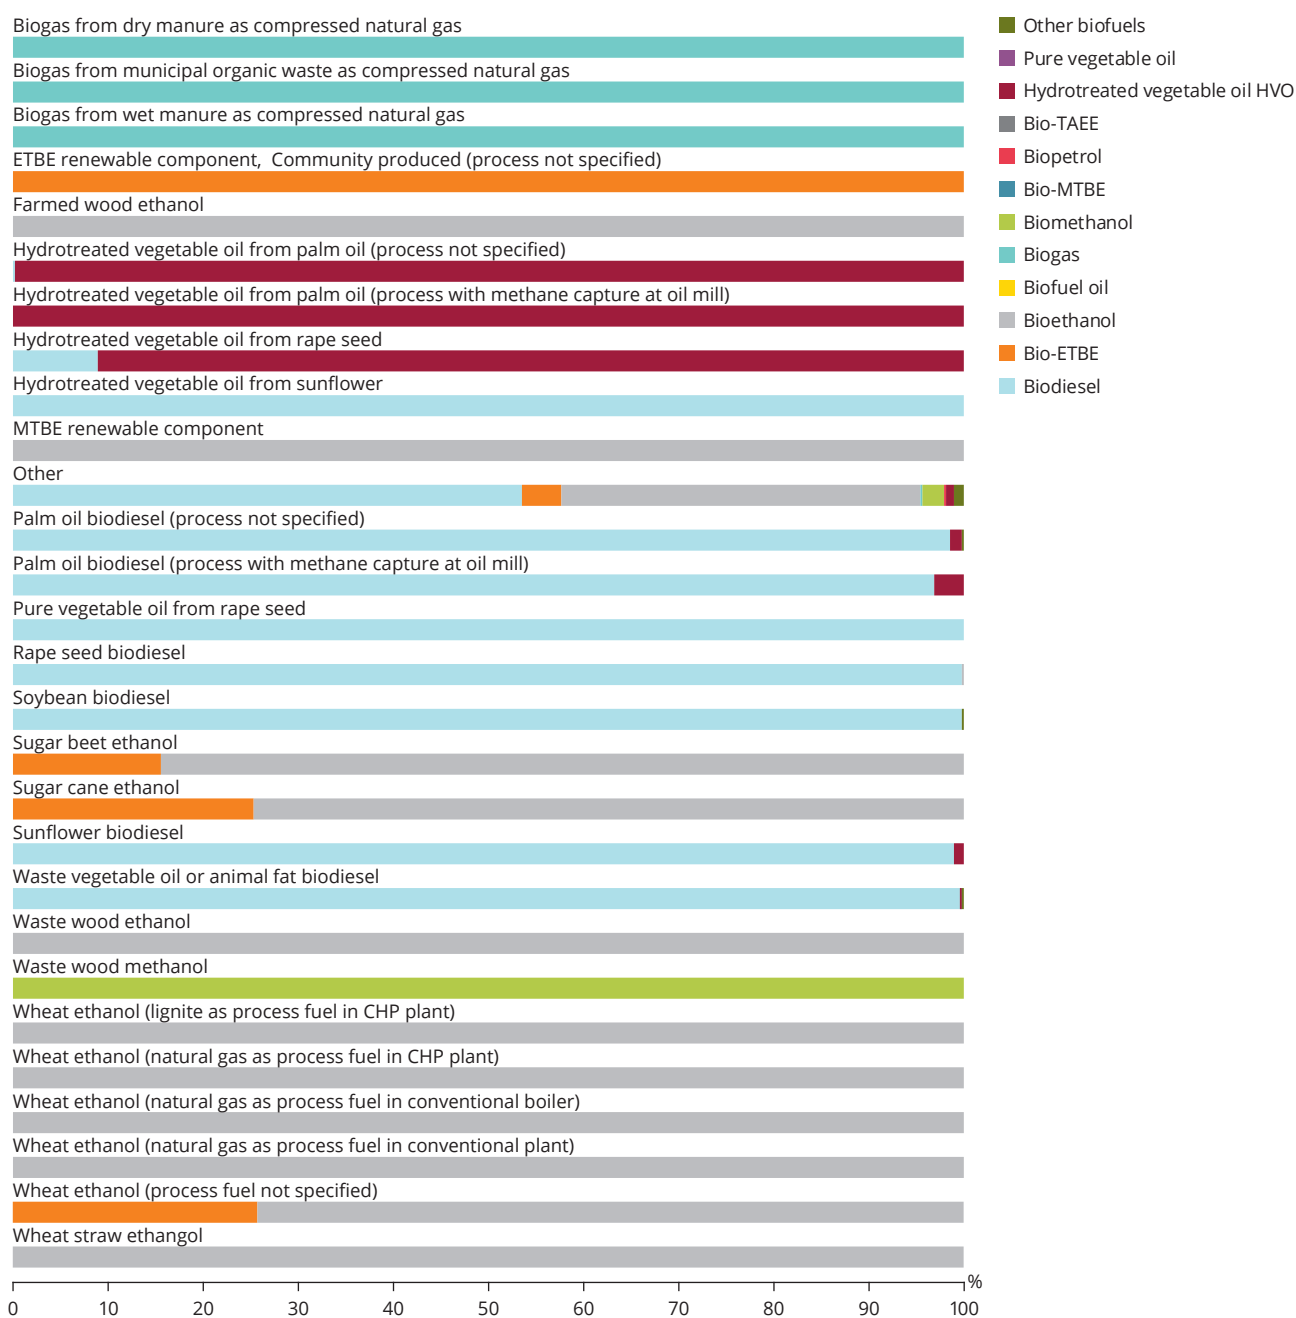 Biogas from dry manure as compressed natural gas
Biogas from municipal organic waste as compressed natural gas
Biogas from wet manure as compressed natural gas
ETBE renewable component,  Community produced (process not specified)
Farmed wood ethanol
Hydrotreated vegetable oil from palm oil (process not specified)
Hydrotreated vegetable oil from palm oil (process with methane capture at oil mill)
Hydrotreated vegetable oil from rape seed
Hydrotreated vegetable oil from sunflower
MTBE renewable component
Other
Palm oil biodiesel (process not specified)
Palm oil biodiesel (process with methane capture at oil mill)
Pure vegetable oil from rape seed
Rape seed biodiesel
Soybean biodiesel
Sugar beet ethanol
Sugar cane ethanol
Sunflower biodiesel
Waste vegetable oil or animal fat biodiesel
Waste wood ethanol
Waste wood methanol
Wheat ethanol (lignite as process fuel in CHP plant)
Wheat ethanol (natural gas as process fuel in CHP plant)
Wheat ethanol (natural gas as process fuel in conventional boiler)
Wheat ethanol (natural gas as process fuel in conventional plant)
Wheat ethanol (process fuel not specified)
Wheat straw ethangol
%
0 10 20 30 40 50 60 70 80 90 100
Other biofuels
Pure vegetable oil
Hydrotreated vegetable oil HVO
Bio-TAEE
Biopetrol
Bio-MTBE
Biomethanol
Biogas
Biofuel oil
Bioethanol
Bio-ETBE
Biodiesel